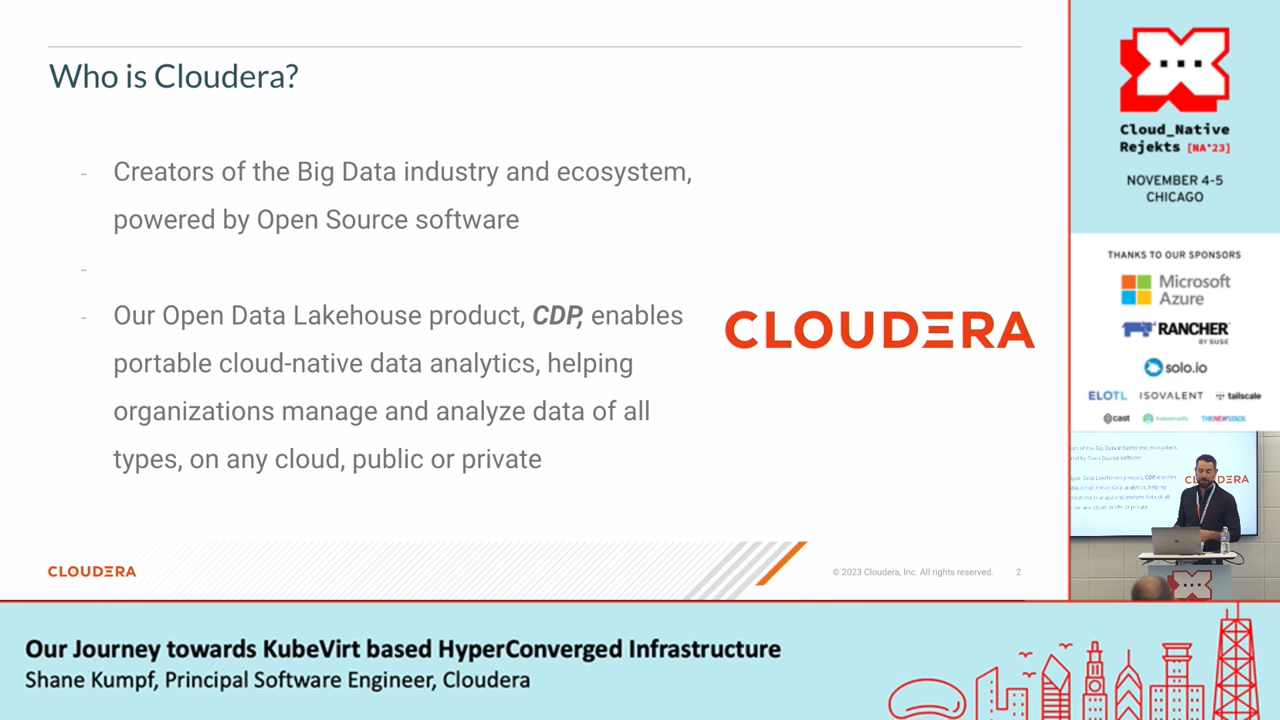 Who is Cloudera?
- Creators of the Big Data industry and ecosystem,
powered by Open Source software
-
- Our Open Data Lakehouse product, CDP, enables
portable cloud-native data analytics, helping
organizations manage and analyze data of all
types, on any cloud, public or private
CLOUDERA
CLOUDERA
© 2023 Cloudera, Inc. All rights reserved. 2
Cloud_Native
Rejekts [NA'23]
NOVEMBER 4-5
CHICAGO
THANKS TO OUR SPONSORS
Microsoft
Azure
RANCHER
BY SUSE
solo.io
ELOTL ISOVALENT tailscale
cast kubesimplify THENEWSTACK
Our Journey towards KubeVirt based HyperConverged Infrastructure
Shane Kumpf, Principal Software Engineer, Cloudera